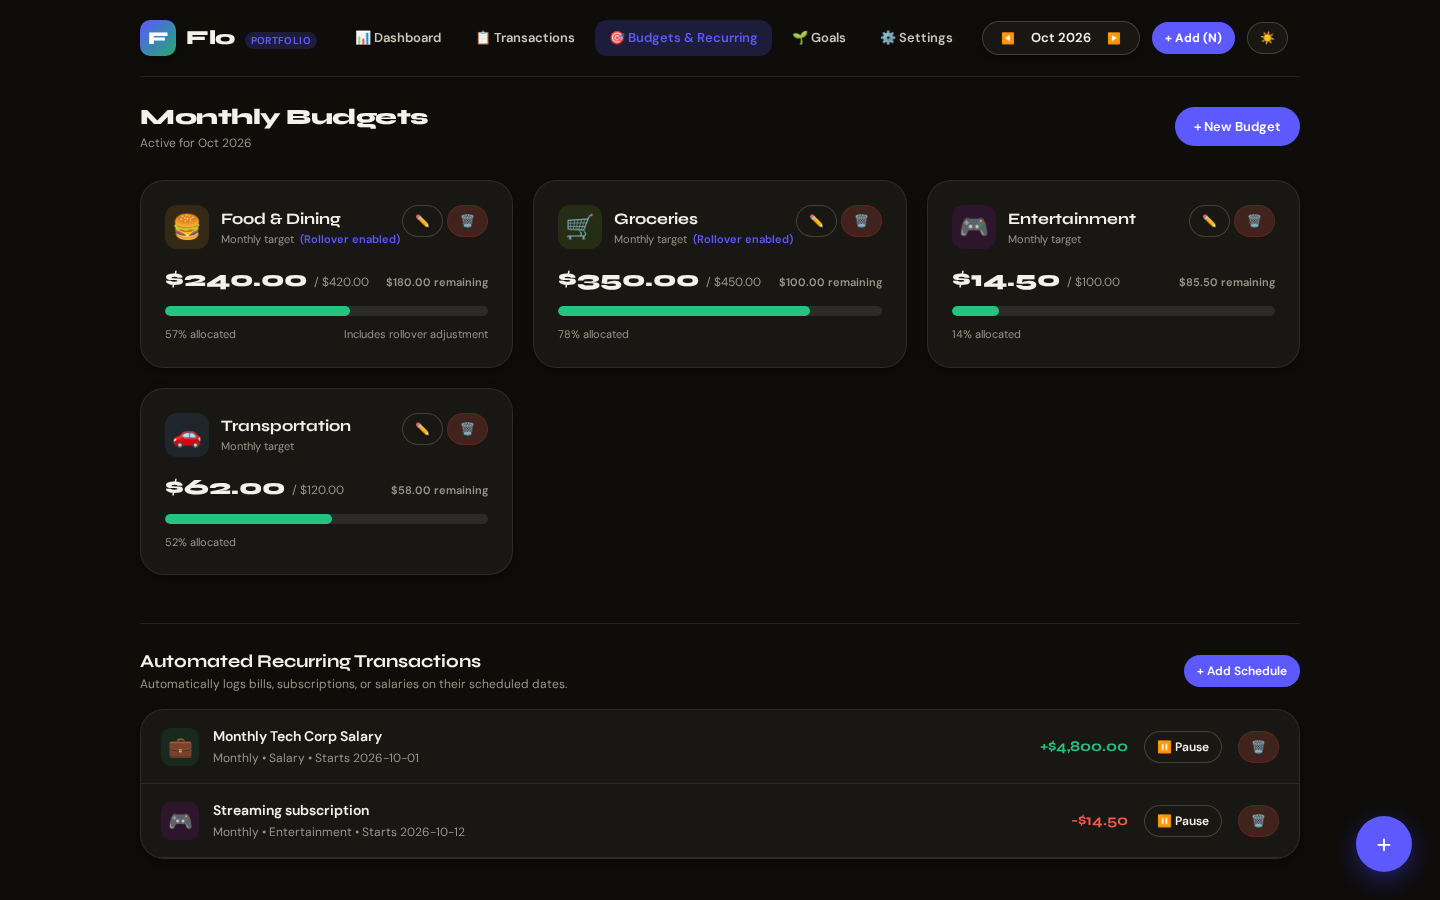 F Flo PORTFOLIO 📊 Dashboard 📋 Transactions 🎯 Budgets & Recurring 🌱 Goals ⚙️ Settings ◀️ Oct 2026 ▶️ + Add (N) ☀️
Monthly Budgets
Active for Oct 2026
+ New Budget
Food & Dining
Monthly target (Rollover enabled)
$240.00 / $420.00 $180.00 remaining
57% allocated Includes rollover adjustment
Groceries
Monthly target (Rollover enabled)
$350.00 / $450.00 $100.00 remaining
78% allocated
Entertainment
Monthly target
$14.50 / $100.00 $85.50 remaining
14% allocated
Transportation
Monthly target
$62.00 / $120.00 $58.00 remaining
52% allocated
Automated Recurring Transactions
Automatically logs bills, subscriptions, or salaries on their scheduled dates.
+ Add Schedule
Monthly Tech Corp Salary
Monthly • Salary • Starts 2026-10-01
+$4,800.00 ⏸️ Pause
Streaming subscription
Monthly • Entertainment • Starts 2026-10-12
-$14.50 ⏸️ Pause
+